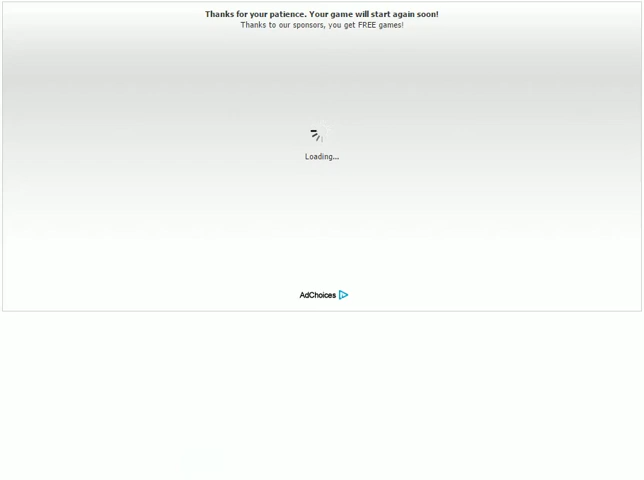 Thanks for your patience. Your game will start again soon!
Thanks to our sponsors, you get FREE games!
Loading...
AdChoices